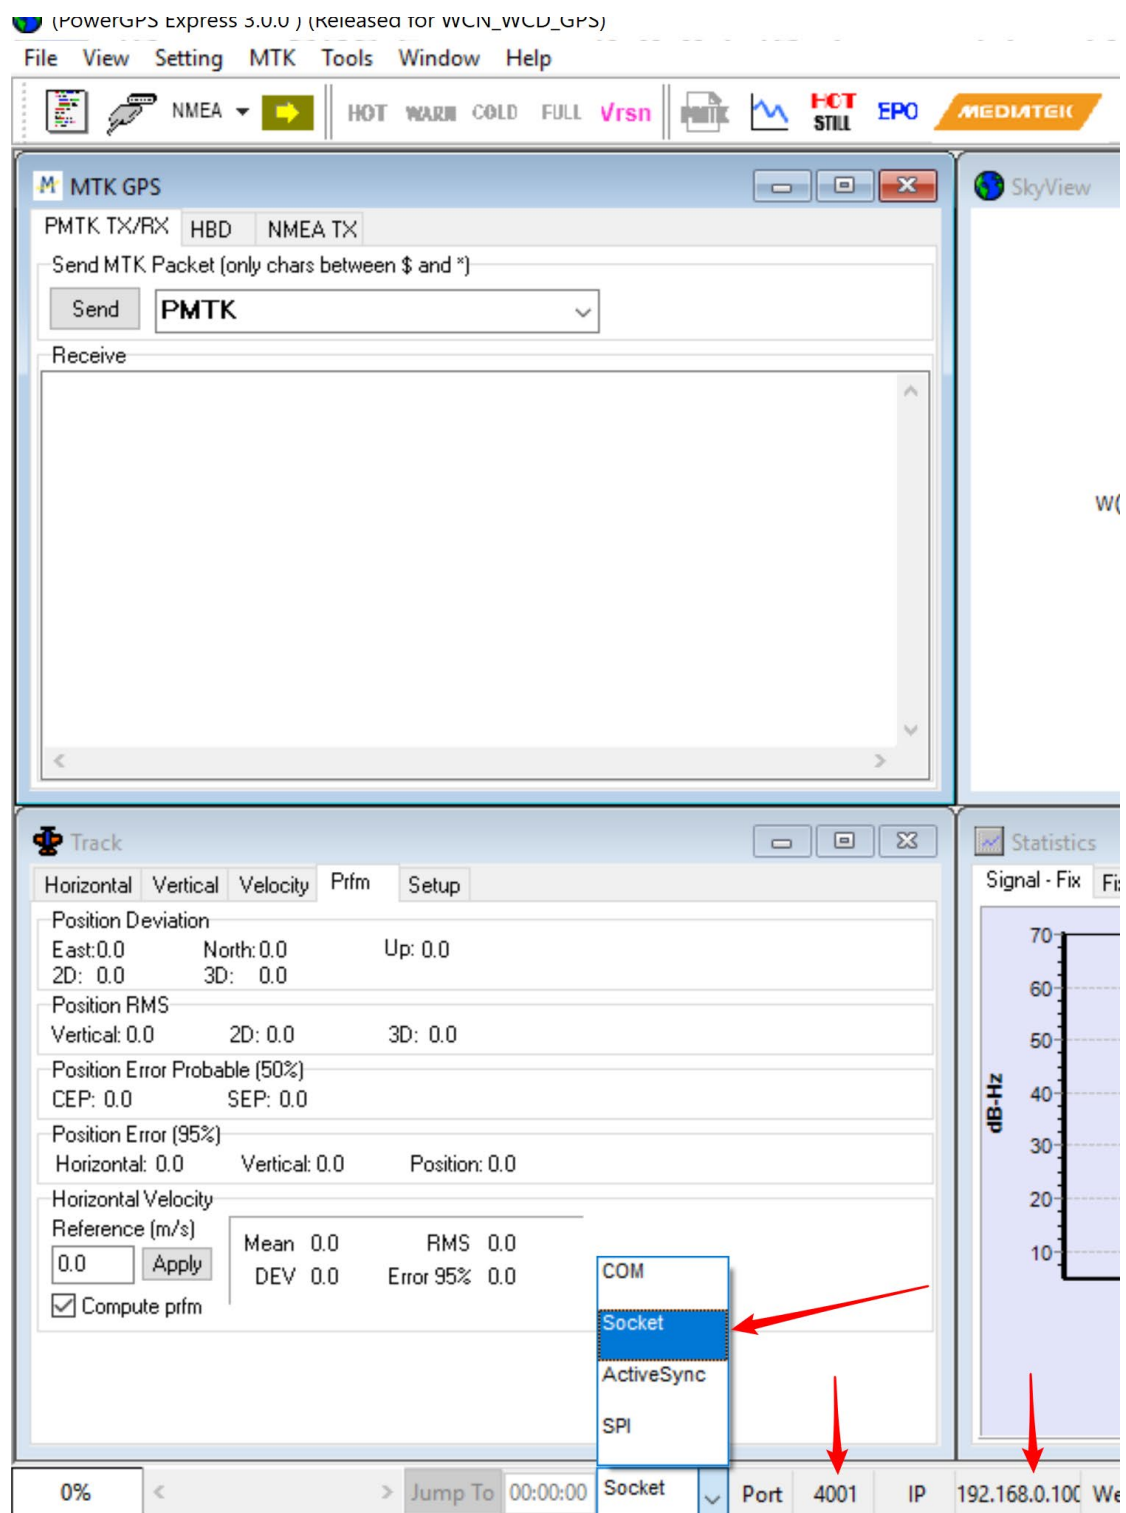 (PowerGPS Express 3.0.0 ) (Released for WCN_WCD_GPS)
File View Setting MTK Tools Window Help
NMEA HOT WARM COLD FULL Vrsn PMTK HOT STILL EPO MEDIATEK
MTK GPS
SkyView
PMTK TX/RX HBD NMEA TX
Send MTK Packet (only chars between $ and *)
Send PMTK
Receive
W(
Track
Statistics
Horizontal Vertical Velocity Prfm Setup
Signal - Fix
Position Deviation
East:0.0 North:0.0 Up: 0.0
2D: 0.0 3D: 0.0
Position RMS
Vertical: 0.0 2D: 0.0 3D: 0.0
Position Error Probable (50%)
CEP: 0.0 SEP: 0.0
Position Error (95%)
Horizontal: 0.0 Vertical: 0.0 Position: 0.0
Horizontal Velocity
Reference (m/s)
0.0 Apply
Mean 0.0 RMS 0.0
DEV 0.0 Error 95% 0.0
Compute prfm
70
60
50
40
30
20
10
dB-Hz
COM
Socket
ActiveSync
SPI
0% < > Jump To 00:00:00 Socket Port 4001 IP 192.168.0.100 We